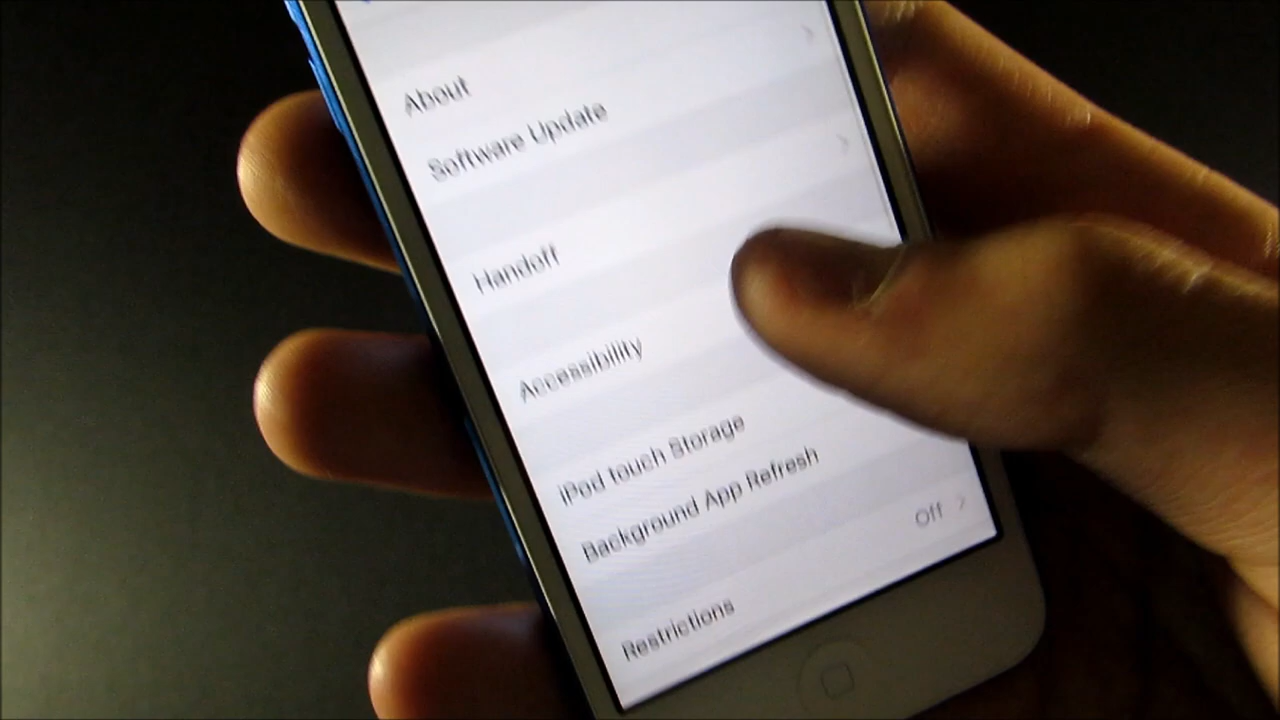 About
Software Update
Handoff
Accessibility
iPod touch Storage
Background App Refresh
Restrictions
Off